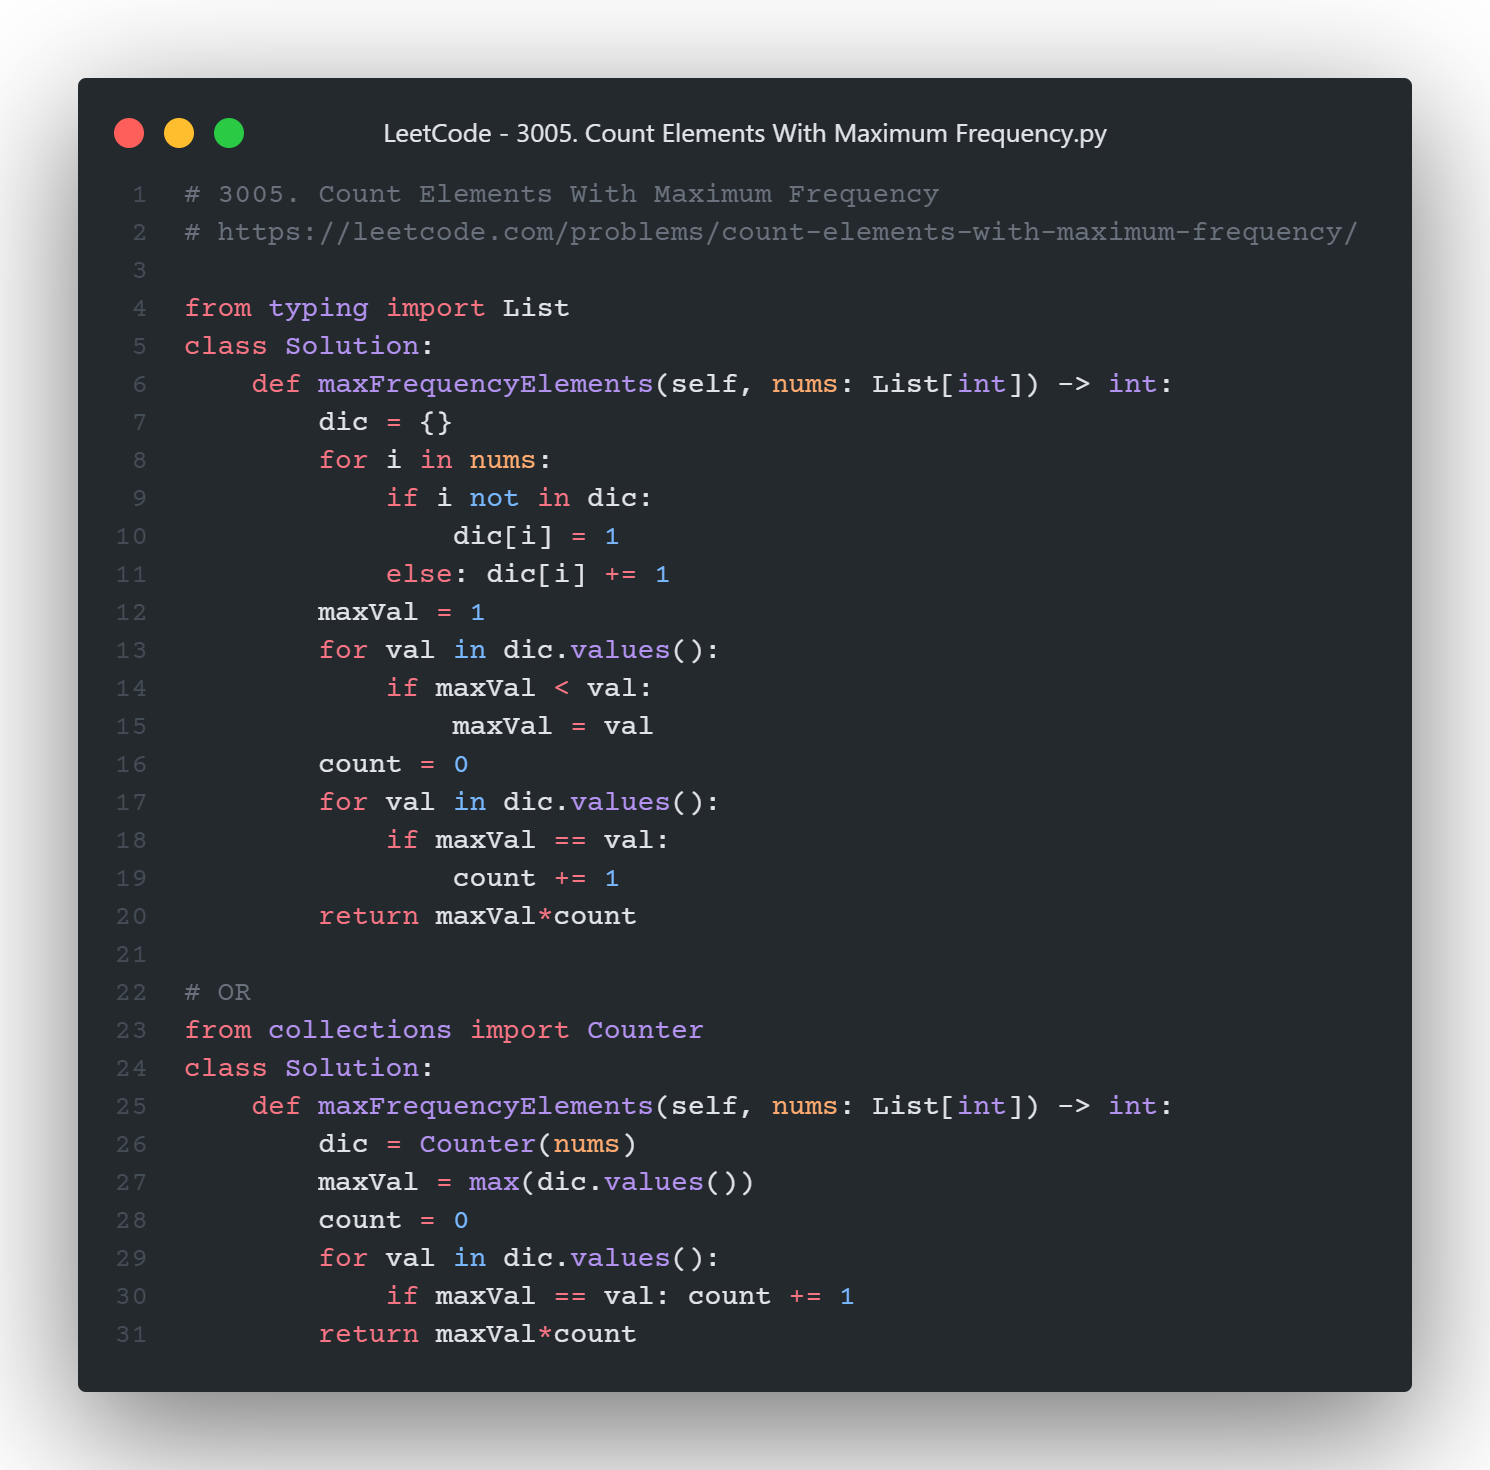 LeetCode - 3005. Count Elements With Maximum Frequency.py
1 # 3005. Count Elements With Maximum Frequency
2 # https://leetcode.com/problems/count-elements-with-maximum-frequency/
3
4 from typing import List
5 class Solution:
6     def maxFrequencyElements(self, nums: List[int]) -> int:
7         dic = {}
8         for i in nums:
9             if i not in dic:
10                 dic[i] = 1
11             else: dic[i] += 1
12         maxVal = 1
13         for val in dic.values():
14             if maxVal < val:
15                 maxVal = val
16         count = 0
17         for val in dic.values():
18             if maxVal == val:
19                 count += 1
20         return maxVal*count
21
22 # OR
23 from collections import Counter
24 class Solution:
25     def maxFrequencyElements(self, nums: List[int]) -> int:
26         dic = Counter(nums)
27         maxVal = max(dic.values())
28         count = 0
29         for val in dic.values():
30             if maxVal == val: count += 1
31         return maxVal*count